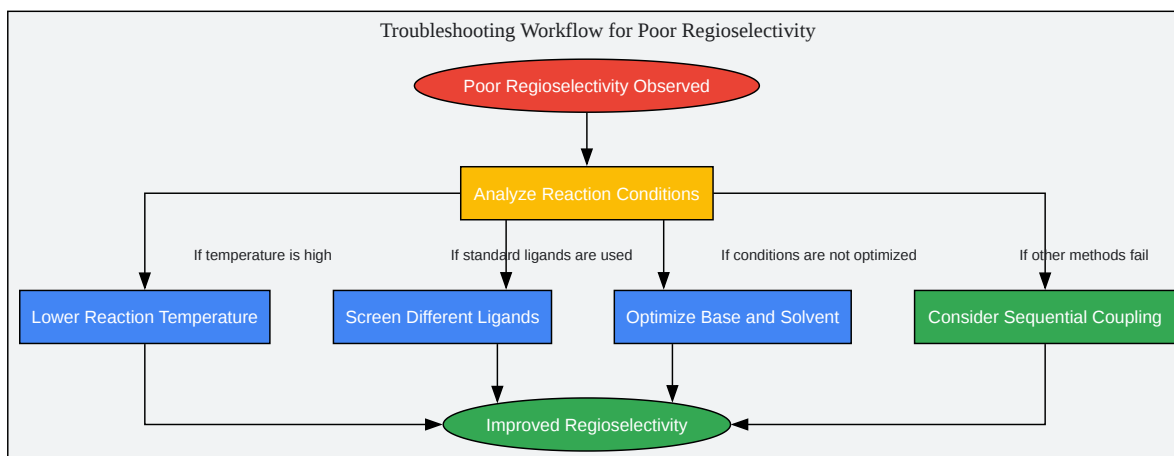 Troubleshooting Workflow for Poor Regioselectivity
Poor Regioselectivity Observed
Analyze Reaction Conditions
If temperature is high
If standard ligands are used
If conditions are not optimized
If other methods fail
Lower Reaction Temperature
Screen Different Ligands
Optimize Base and Solvent
Consider Sequential Coupling
Improved Regioselectivity